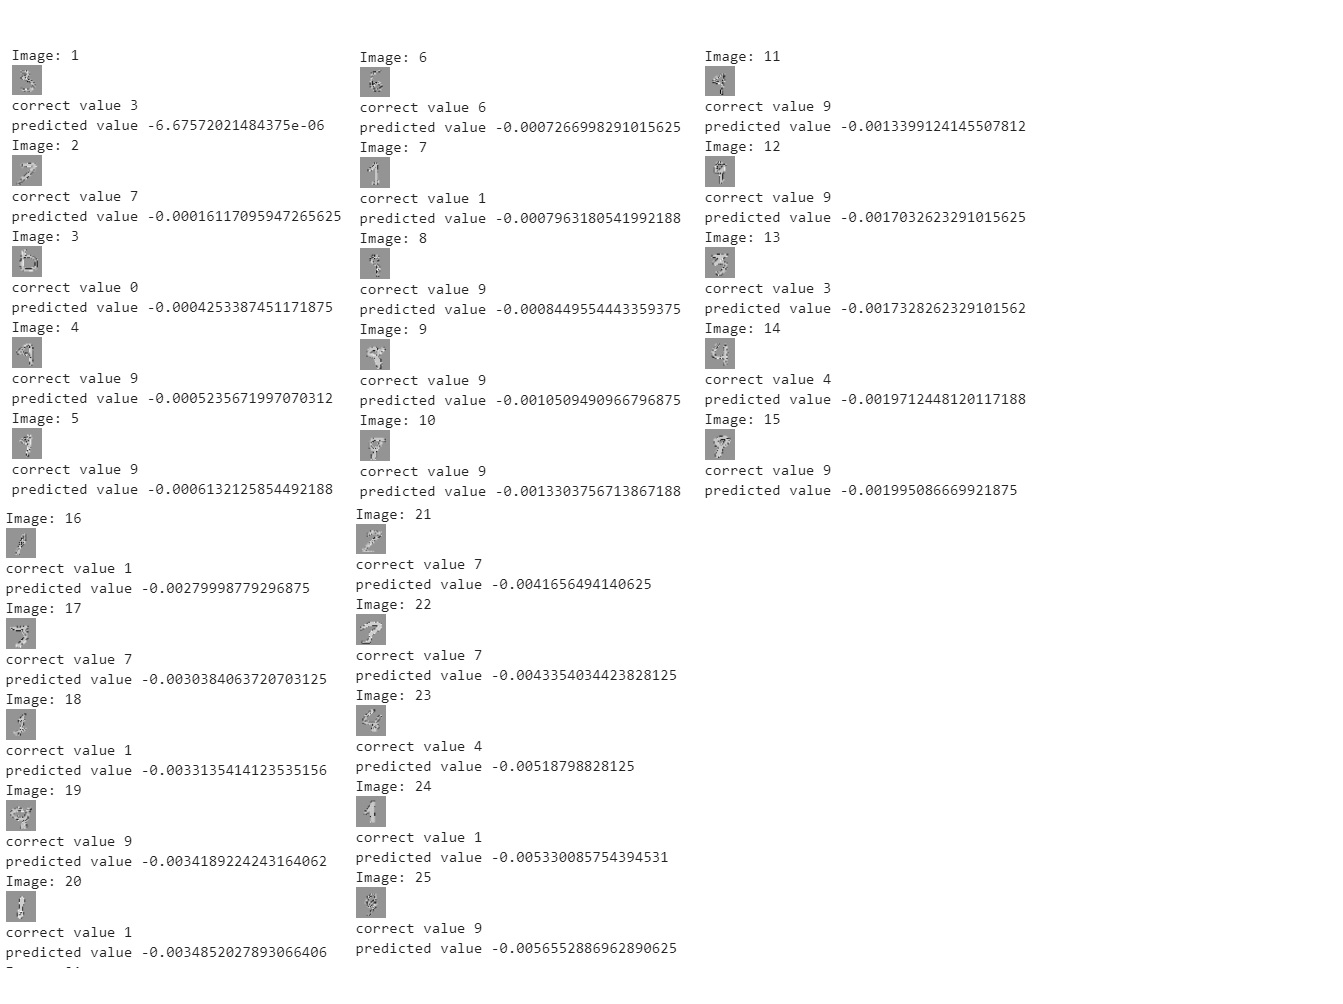 Image: 1
correct value 3
predicted value -6.67572021484375e-06
Image: 2
correct value 7
predicted value -0.00016117095947265625
Image: 3
correct value 0
predicted value -0.0004253387451171875
Image: 4
correct value 9
predicted value -0.0005235671997070312
Image: 5
correct value 9
predicted value -0.0006132125854492188
Image: 6
correct value 6
predicted value -0.0007266998291015625
Image: 7
correct value 1
predicted value -0.0007963180541992188
Image: 8
correct value 9
predicted value -0.0008449554443359375
Image: 9
correct value 9
predicted value -0.0010509490966796875
Image: 10
correct value 9
predicted value -0.0013303756713867188
Image: 11
correct value 9
predicted value -0.0013399124145507812
Image: 12
correct value 9
predicted value -0.0017032623291015625
Image: 13
correct value 3
predicted value -0.0017328262329101562
Image: 14
correct value 4
predicted value -0.0019712448120117188
Image: 15
correct value 9
predicted value -0.001995086669921875
Image: 16
correct value 1
predicted value -0.00279998779296875
Image: 17
correct value 7
predicted value -0.0030384063720703125
Image: 18
correct value 1
predicted value -0.0033135414123535156
Image: 19
correct value 9
predicted value -0.0034189224243164062
Image: 20
correct value 1
predicted value -0.0034852027893066406
Image: 21
correct value 7
predicted value -0.0041656494140625
Image: 22
correct value 7
predicted value -0.0043354034423828125
Image: 23
correct value 4
predicted value -0.00518798828125
Image: 24
correct value 1
predicted value -0.005330085754394531
Image: 25
correct value 9
predicted value -0.0056552886962890625